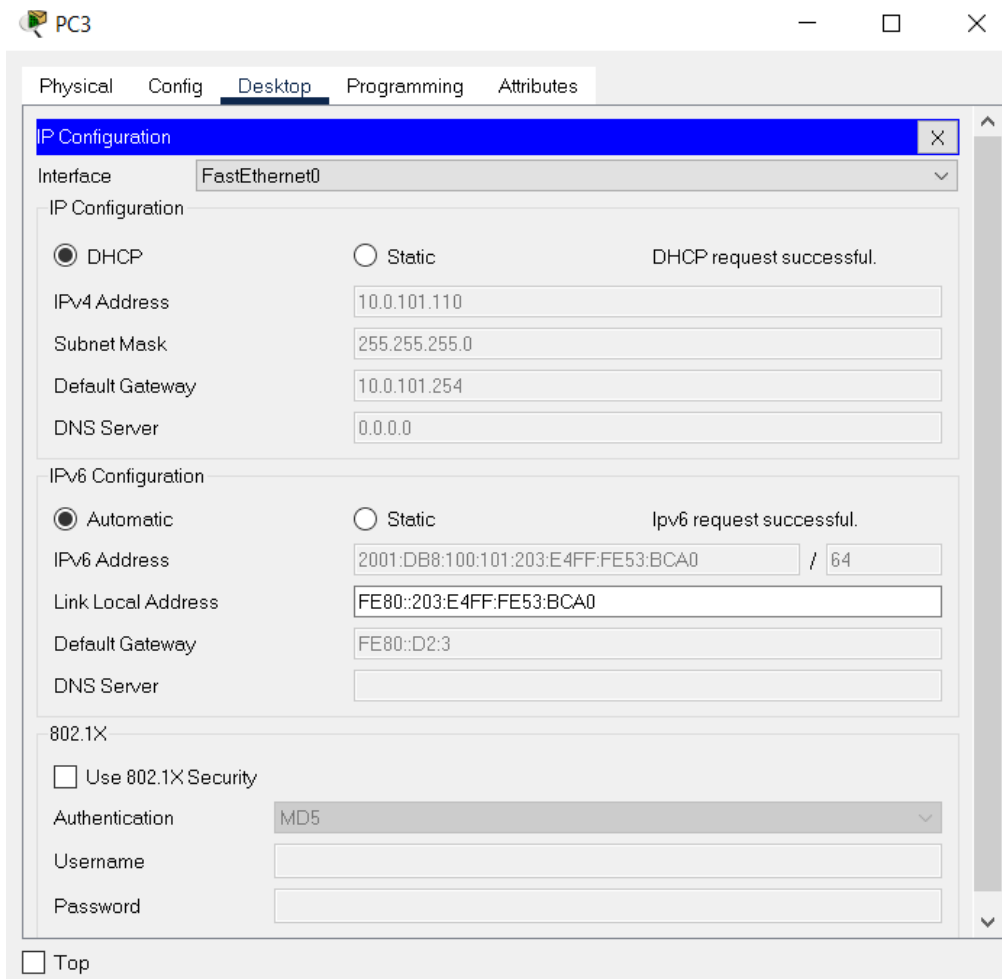 PC3
Physical Config Desktop Programming Attributes
IP Configuration X
Interface FastEthernet0
IP Configuration
DHCP Static DHCP request successful.
IPv4 Address 10.0.101.110
Subnet Mask 255.255.255.0
Default Gateway 10.0.101.254
DNS Server 0.0.0.0
IPv6 Configuration
Automatic Static Ipv6 request successful.
IPv6 Address 2001:DB8:100:101:203:E4FF:FE53:BCA0 / 64
Link Local Address FE80::203:E4FF:FE53:BCA0
Default Gateway FE80::D2:3
DNS Server
802.1X
Use 802.1X Security
Authentication MD5
Username
Password
Top